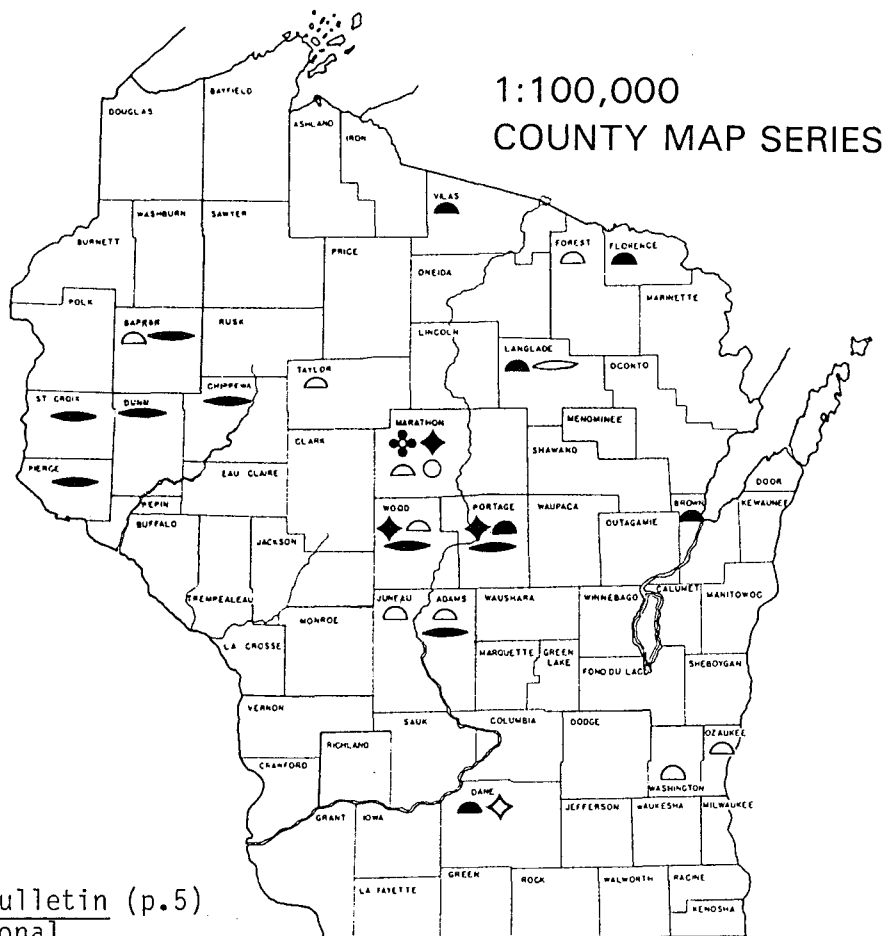 1:100,000
COUNTY MAP SERIES
DOUGLAS
BAYFIELD
ASHLAND
IRON
VILAS
WASHBURN
SAWYER
BURNETT
PRICE
FOREST
FLORENCE
ONEIDA
MARINETTE
POLK
BARRON
RUSK
LINCOLN
LANGLADE
TAYLOR
OCONTO
ST CROIX
DUNN
CHIPPEWA
MARATHON
MENOMINEE
CLARK
SHAWANO
PIERCE
EAU CLAIRE
DOOR
PEPIN
WOOD
PORTAGE
WAUPACA
BROWN
KEWAUNEE
BUFFALO
OUTAGAMIE
JACKSON
TREMPEALEAU
JUNEAU
ADAMS
WAUSHARA
WINNEBAGO
CALUMET
MANITOWOC
MONROE
LA CROSSE
MARQUETTE
GREEN
LAKE
FOND DU LAC
SHEBOYGAN
VERNON
SAUK
COLUMBIA
DODGE
RICHLAND
OZAUKEE
CRAWFORD
WASHINGTON
DANE
GRANT
IOWA
JEFFERSON
WAUKESHA
MILWAUKEE
LA FAYETTE
GREEN
ROCK
WALWORTH
RACINE
KENOSHA
ulletin (p.5)
onal